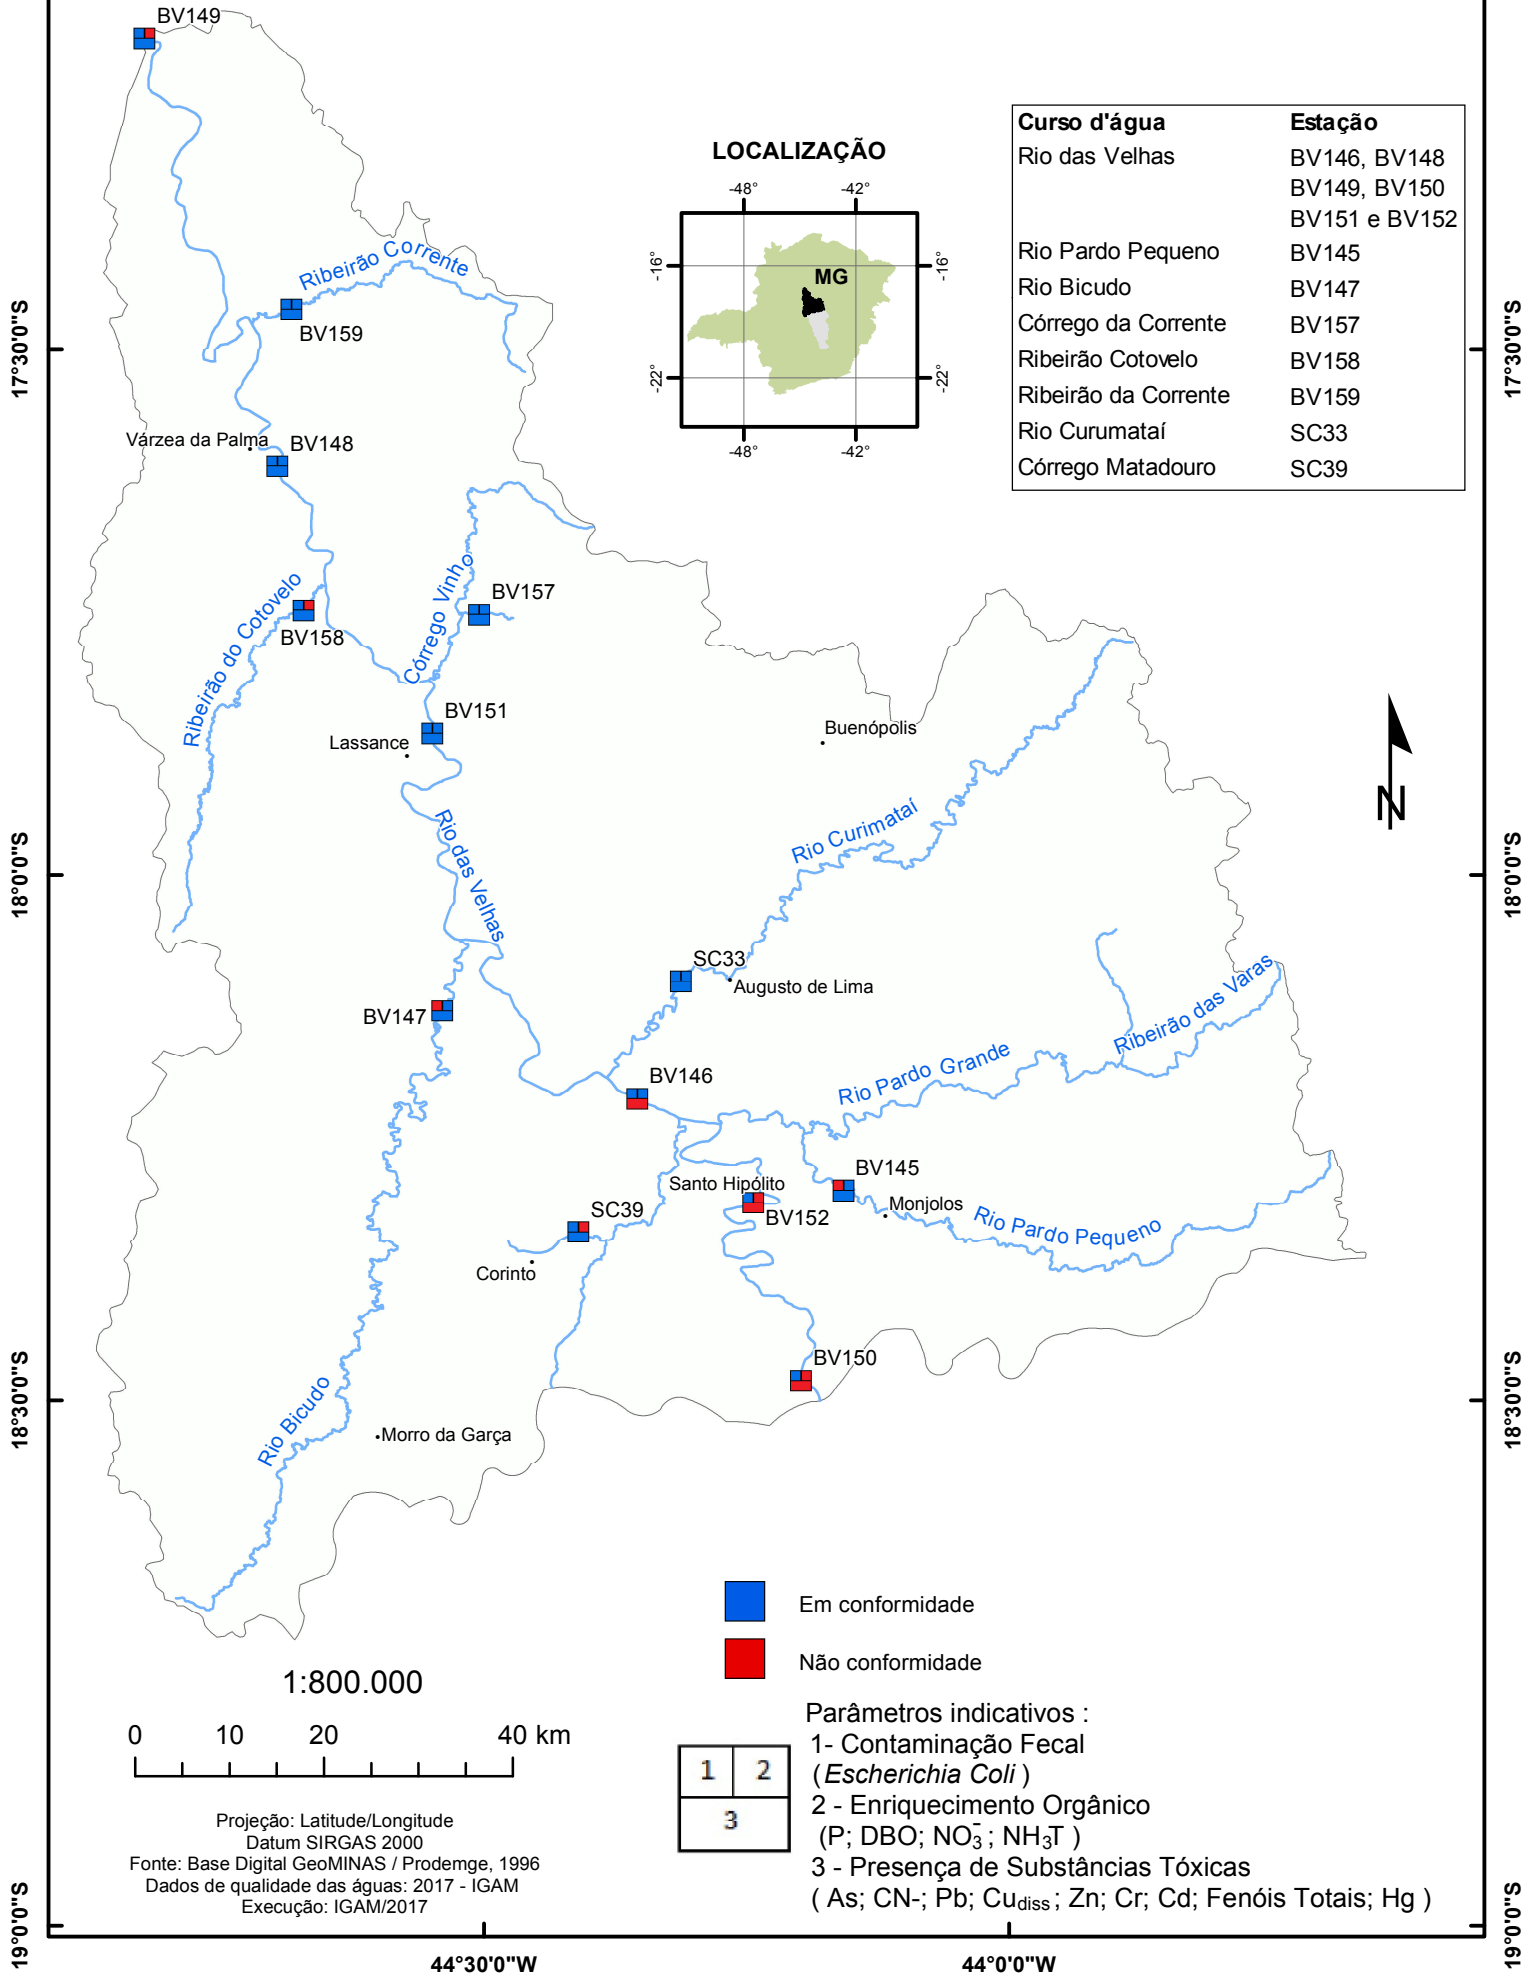 BV149
LOCALIZAÇÃO
-48°
-42°
-16°
-16°
MG
-22°
-22°
-48°
-42°
Curso d'água Estação
Rio das Velhas BV146, BV148
BV149, BV150
BV151 e BV152
Rio Pardo Pequeno BV145
Rio Bicudo BV147
Córrego da Corrente BV157
Ribeirão Cotovelo BV158
Ribeirão da Corrente BV159
Rio Curumataí SC33
Córrego Matadouro SC39
Ribeirão Corrente
BV159
17°30'0"S
17°30'0"S
Várzea da Palma
BV148
Córrego Vinho
BV157
Ribeirão do Cotovelo
BV158
BV151
Lassance
Buenópolis
N
Rio das Velhas
Rio Curimataí
18°0'0"S
18°0'0"S
SC33
Augusto de Lima
BV147
Ribeirão das Varas
Rio Pardo Grande
BV146
BV145
Santo Hipólito
Monjolos
BV152
SC39
Rio Pardo Pequeno
Corinto
BV150
18°30'0"S
18°30'0"S
Rio Bicudo
Morro da Garça
Em conformidade
Não conformidade
1:800.000
0 10 20 40 km
Projeção: Latitude/Longitude
Datum SIRGAS 2000
Fonte: Base Digital GeoMINAS / Prodemge, 1996
Dados de qualidade das águas: 2017 - IGAM
Execução: IGAM/2017
1 2
3
Parâmetros indicativos :
1- Contaminação Fecal
(Escherichia Coli )
2 - Enriquecimento Orgânico
(P; DBO; NO₃⁻; NH₃T )
3 - Presença de Substâncias Tóxicas
( As; CN-; Pb; Cu_diss; Zn; Cr; Cd; Fenóis Totais; Hg )
19°0'0"S
19°0'0"S
44°30'0"W
44°0'0"W